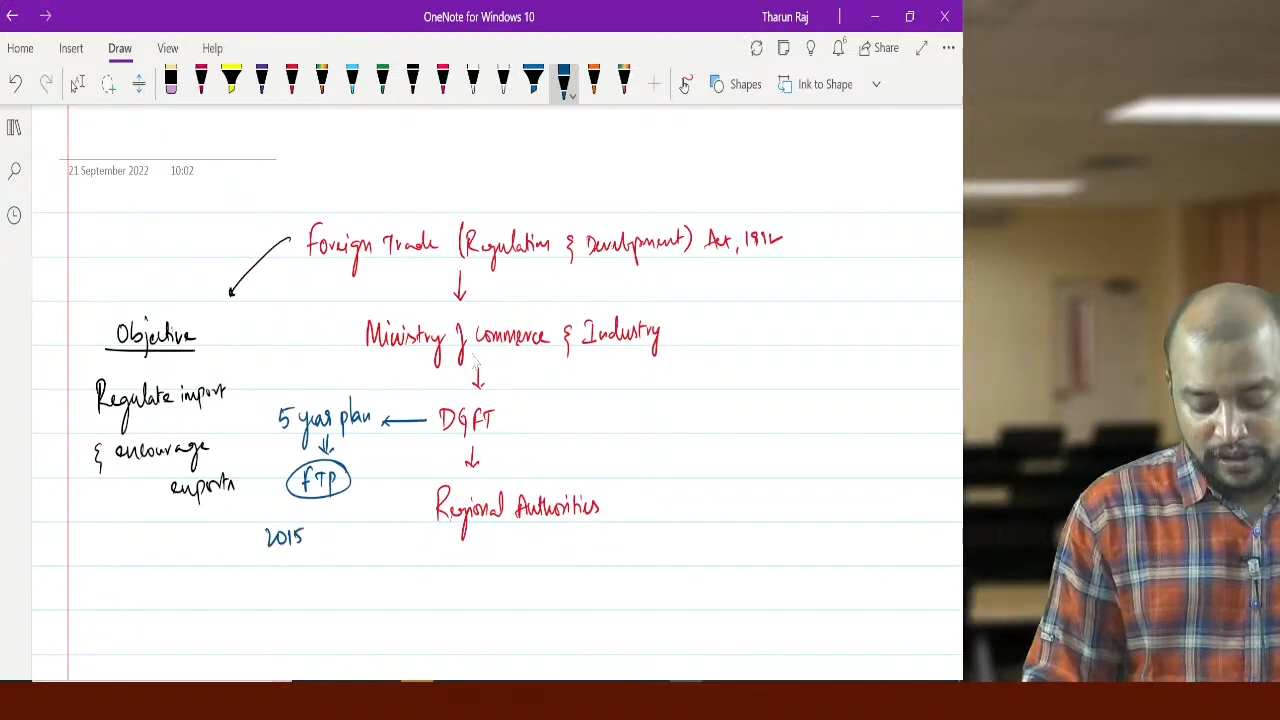 OneNote for Windows 10
Tharun Raj
Home Insert Draw View Help
6 Share
Shapes Ink to Shape
21 September 2022 10:02
Foreign Trade (Regulation & Development) Act, 1992
Objective
Ministry of Commerce & Industry
Regulate import
& encourage
exports
5 year plan
DGFT
FTP
Regional Authorities
2015